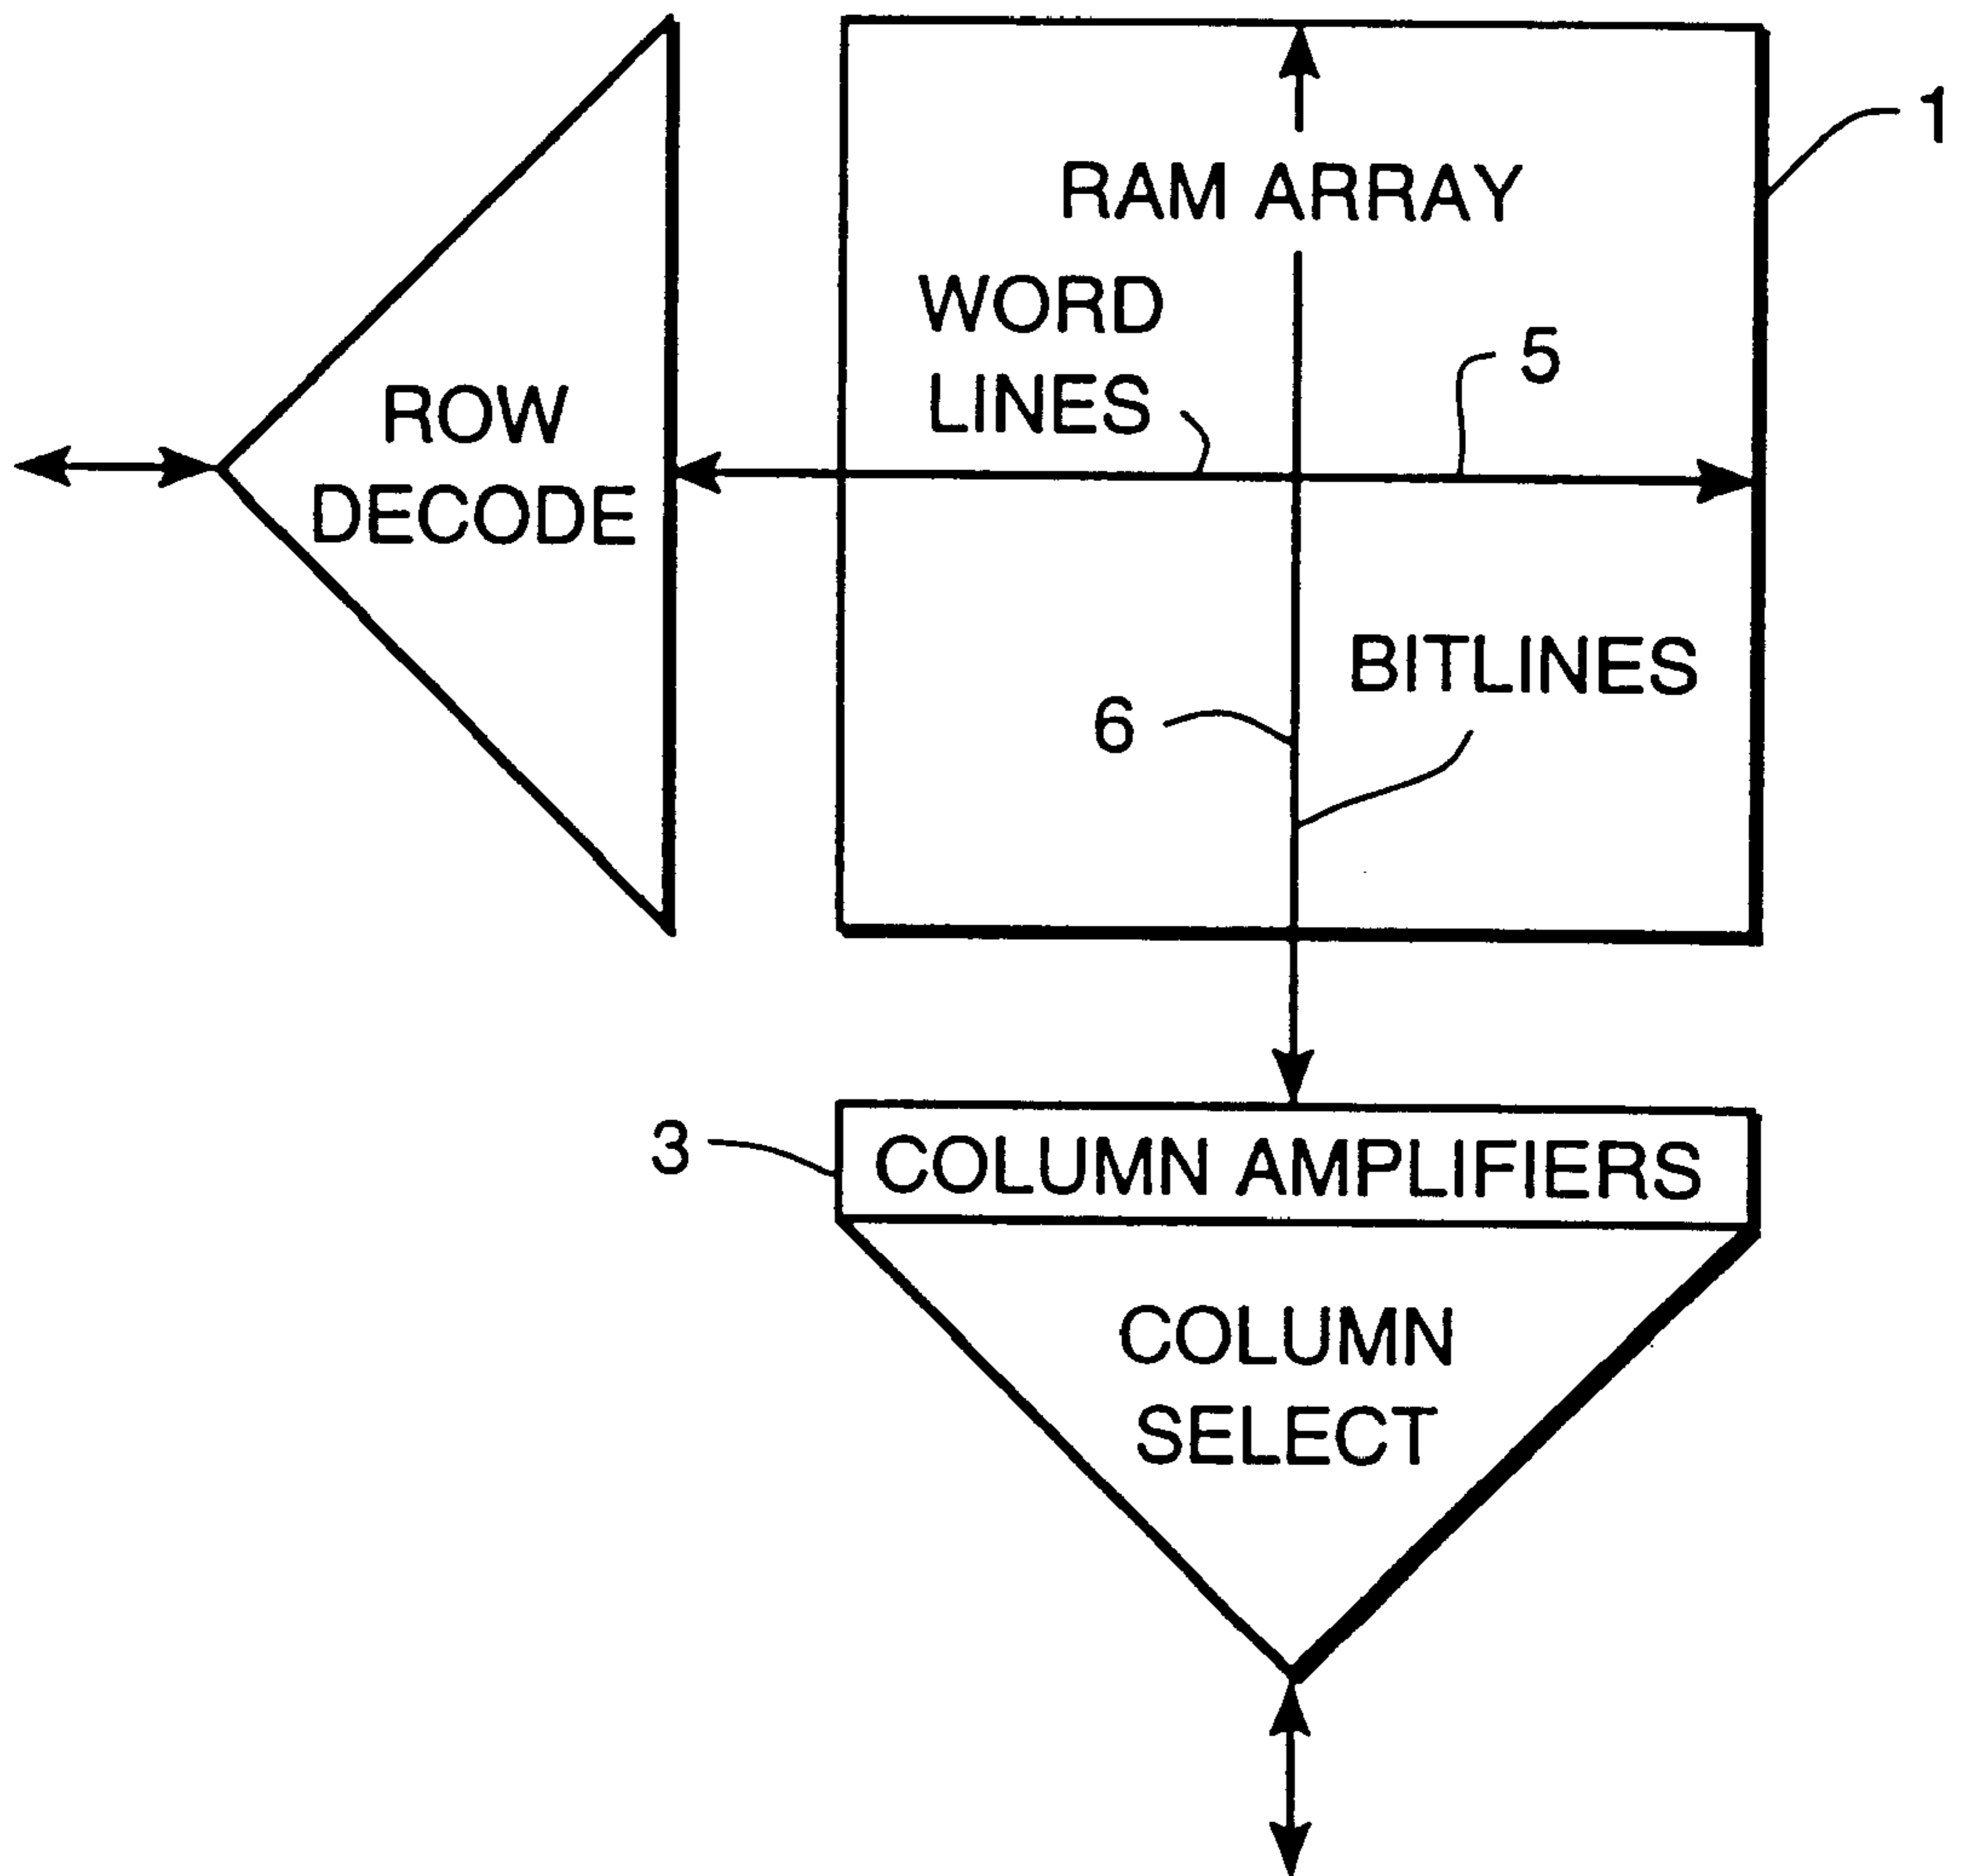 1
RAM ARRAY
WORD
LINES
5
ROW
DECODE
BITLINES
6
3
COLUMN AMPLIFIERS
COLUMN
SELECT